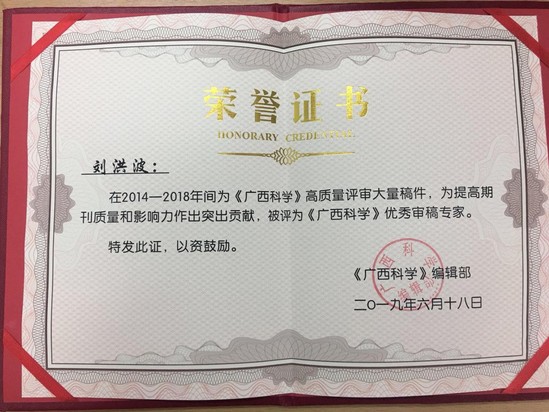 荣誉证书
HONORARY CREDENTIAL
刘洪波：
在2014—2018年间为《广西科学》高质量评审大量稿件，为提高期
刊质量和影响力作出突出贡献，被评为《广西科学》优秀审稿专家。
特发此证，以资鼓励。
《广西科学》编辑部
二〇一九年六月十八日